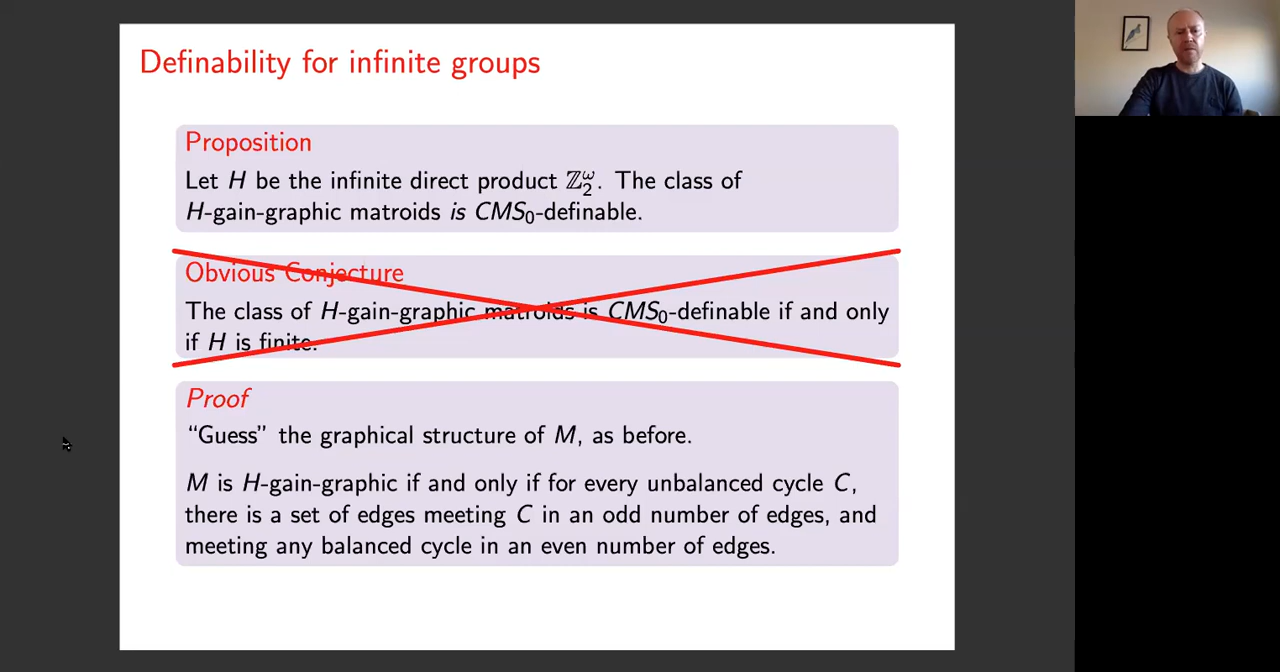 Definability for infinite groups
Proposition
Let H be the infinite direct product ℤ₂^ω. The class of
H-gain-graphic matroids is CMS₀-definable.
Obvious Conjecture
The class of H-gain-graphic matroids is CMS₀-definable if and only
if H is finite.
Proof
“Guess” the graphical structure of M, as before.
M is H-gain-graphic if and only if for every unbalanced cycle C,
there is a set of edges meeting C in an odd number of edges, and
meeting any balanced cycle in an even number of edges.